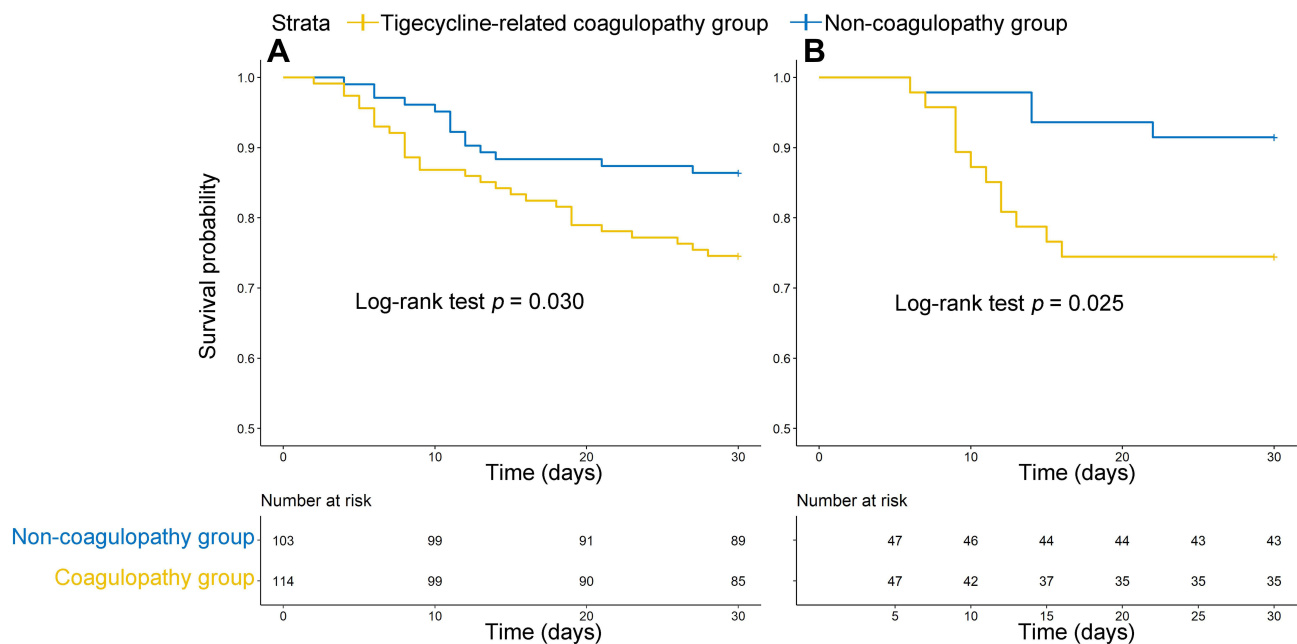 Strata Tigecycline-related coagulopathy group Non-coagulopathy group
A
B
Survival probability
1.0
0.9
0.8
0.7
0.6
0.5
Log-rank test p = 0.030
0 10 20 30
Time (days)
1.0
0.9
0.8
0.7
0.6
0.5
Log-rank test p = 0.025
0 10 20 30
Time (days)
Number at risk
Non-coagulopathy group 103 99 91 89
Coagulopathy group 114 99 90 85
0 10 20 30
Time (days)
Number at risk
47 46 44 44 43 43
47 42 37 35 35 35
5 10 15 20 25 30
Time (days)